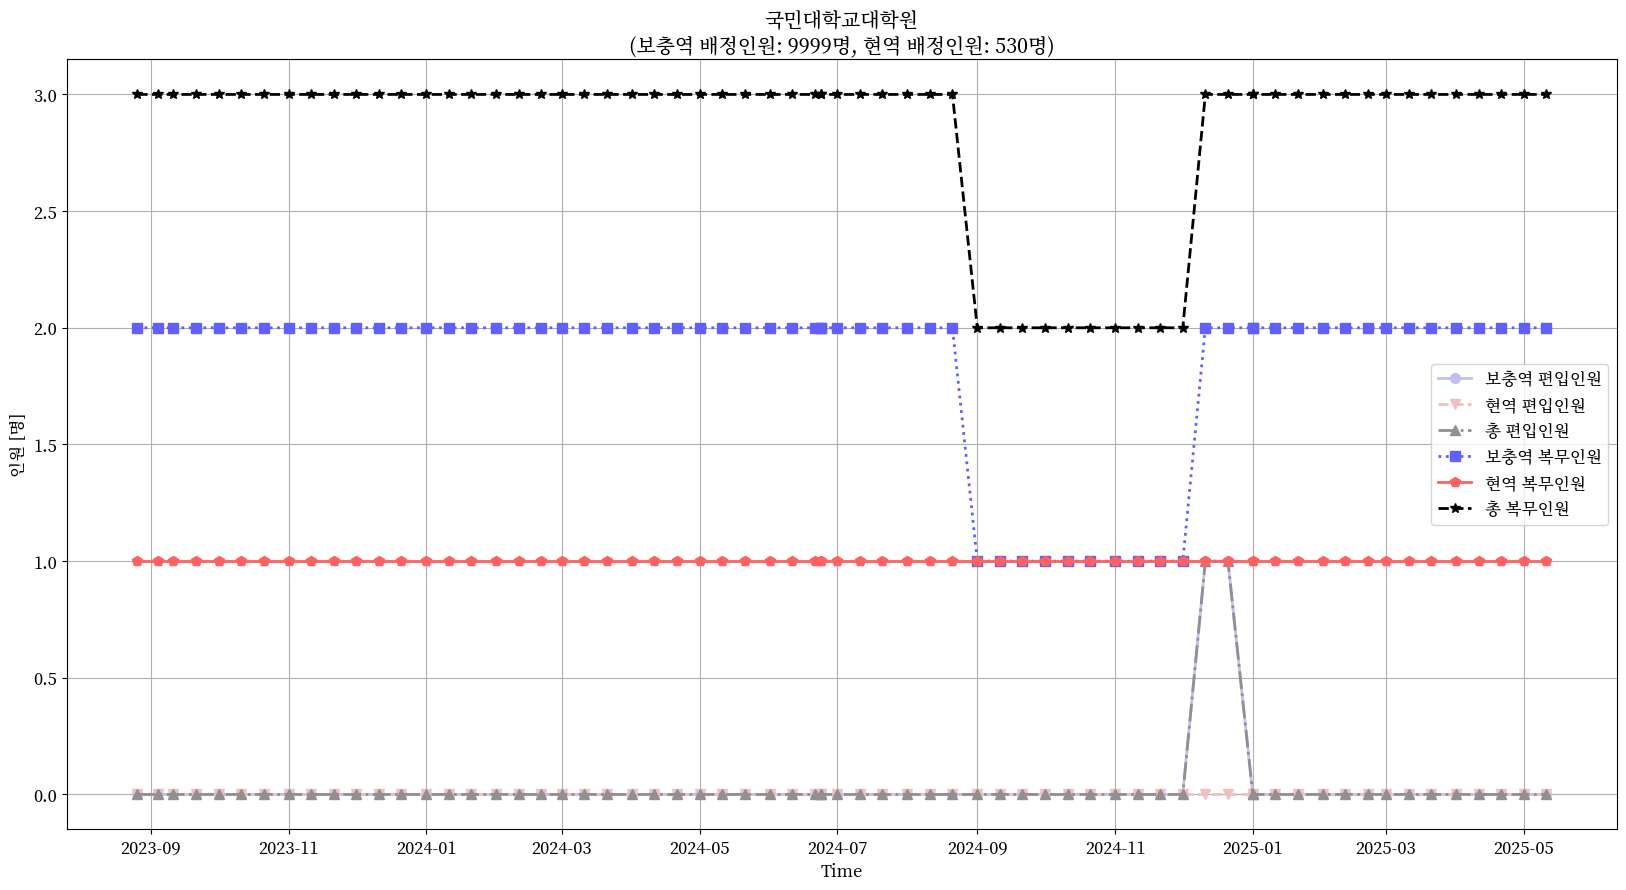 국민대학교대학원
(보충역 배정인원: 9999명, 현역 배정인원: 530명)
인원 [명]
3.0
2.5
2.0
1.5
1.0
0.5
0.0
보충역 편입인원
현역 편입인원
총 편입인원
보충역 복무인원
현역 복무인원
총 복무인원
2023-09 2023-11 2024-01 2024-03 2024-05 2024-07 2024-09 2024-11 2025-01 2025-03 2025-05
Time